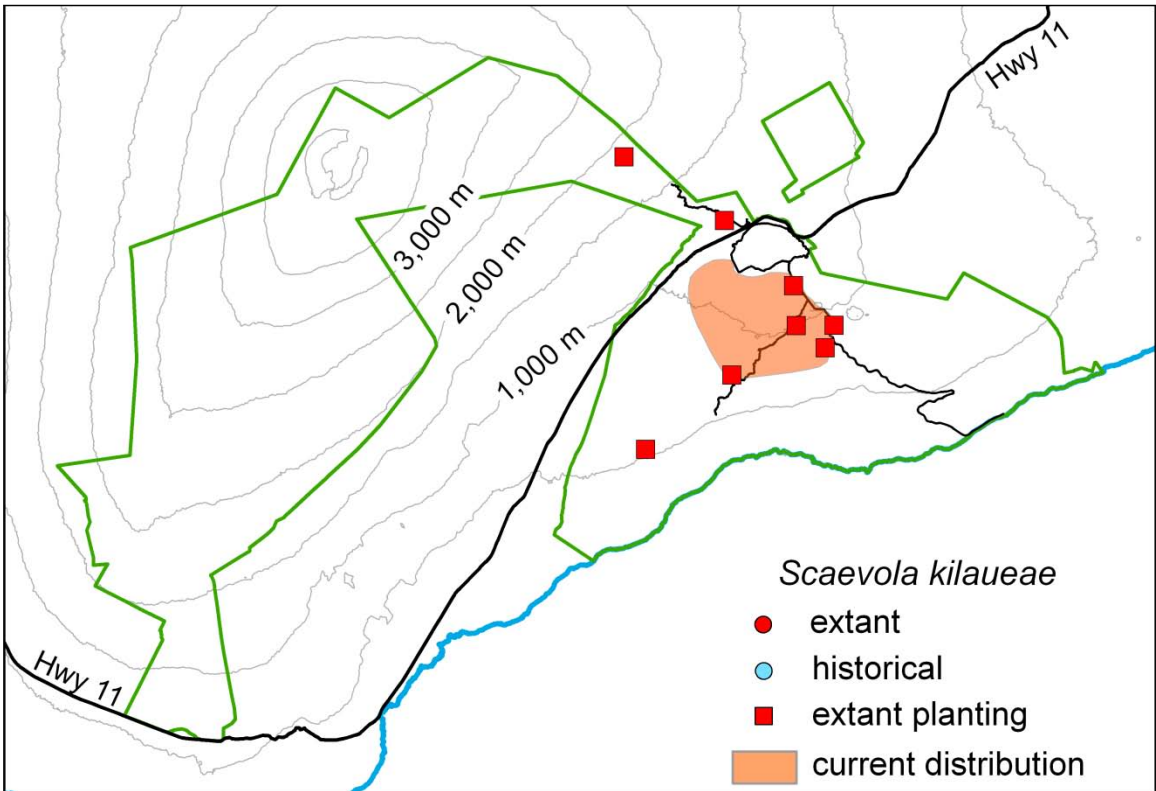 Hwy 11
3,000 m
2,000 m
1,000 m
Hwy 11
Scaevola kilaueae
extant
historical
extant planting
current distribution